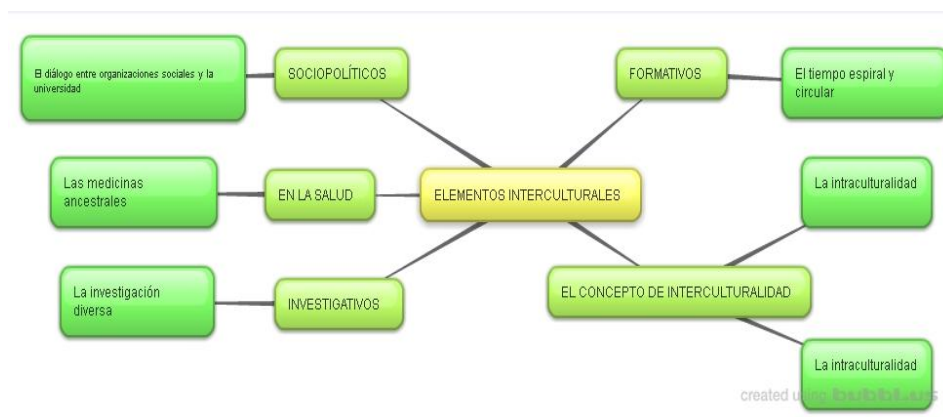 El diálogo entre organizaciones sociales y la
universidad
SOCIOPOLÍTICOS
FORMATIVOS
El tiempo espiral y
circular
Las medicinas
ancestrales
EN LA SALUD
ELEMENTOS INTERCULTURALES
La intraculturalidad
La investigación
diversa
INVESTIGATIVOS
EL CONCEPTO DE INTERCULTURALIDAD
La intraculturalidad
created using bubbl.us